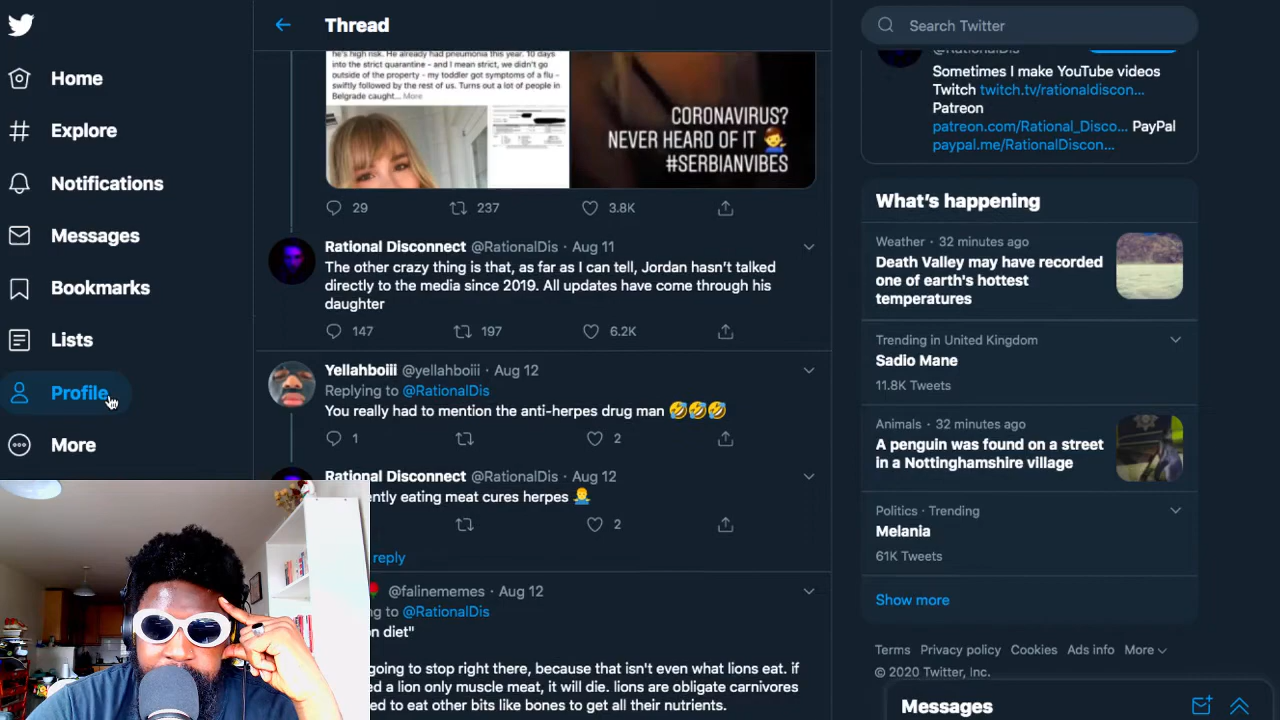 Thread
Search Twitter
Home
Explore
Notifications
Messages
Bookmarks
Lists
Profile
More
he's high risk. He already had pneumonia this year. 10 days
into the strict quarantine - and I mean strict, we didn't go
outside of the property - my toddler got symptoms of a flu -
swiftly followed by the rest of us. Turns out a lot of people in
Belgrade caught... More
CORONAVIRUS?
NEVER HEARD OF IT
#SERBIANVIBES
29 237 3.8K
Rational Disconnect @RationalDis · Aug 11
The other crazy thing is that, as far as I can tell, Jordan hasn't talked
directly to the media since 2019. All updates have come through his
daughter
147 197 6.2K
Yellahboiii @yellahboiii · Aug 12
Replying to @RationalDis
You really had to mention the anti-herpes drug man 🤣🤣🤣
1 2
Rational Disconnect @RationalDis · Aug 12
ently eating meat cures herpes
2
reply
@falinememes · Aug 12
ng to @RationalDis
on diet"
going to stop right there, because that isn't even what lions eat. if
ed a lion only muscle meat, it will die. lions are obligate carnivores
ed to eat other bits like bones to get all their nutrients.
@RationalDis
sometimes I make youtube videos
Twitch twitch.tv/rationaldiscon...
Patreon
patreon.com/Rational_Disco... PayPal
paypal.me/RationalDiscon...
What's happening
Weather · 32 minutes ago
Death Valley may have recorded
one of earth's hottest
temperatures
Trending in United Kingdom
Sadio Mane
11.8K Tweets
Animals · 32 minutes ago
A penguin was found on a street
in a Nottinghamshire village
Politics · Trending
Melania
61K Tweets
Show more
Terms Privacy policy Cookies Ads info More
© 2020 Twitter, Inc.
Messages